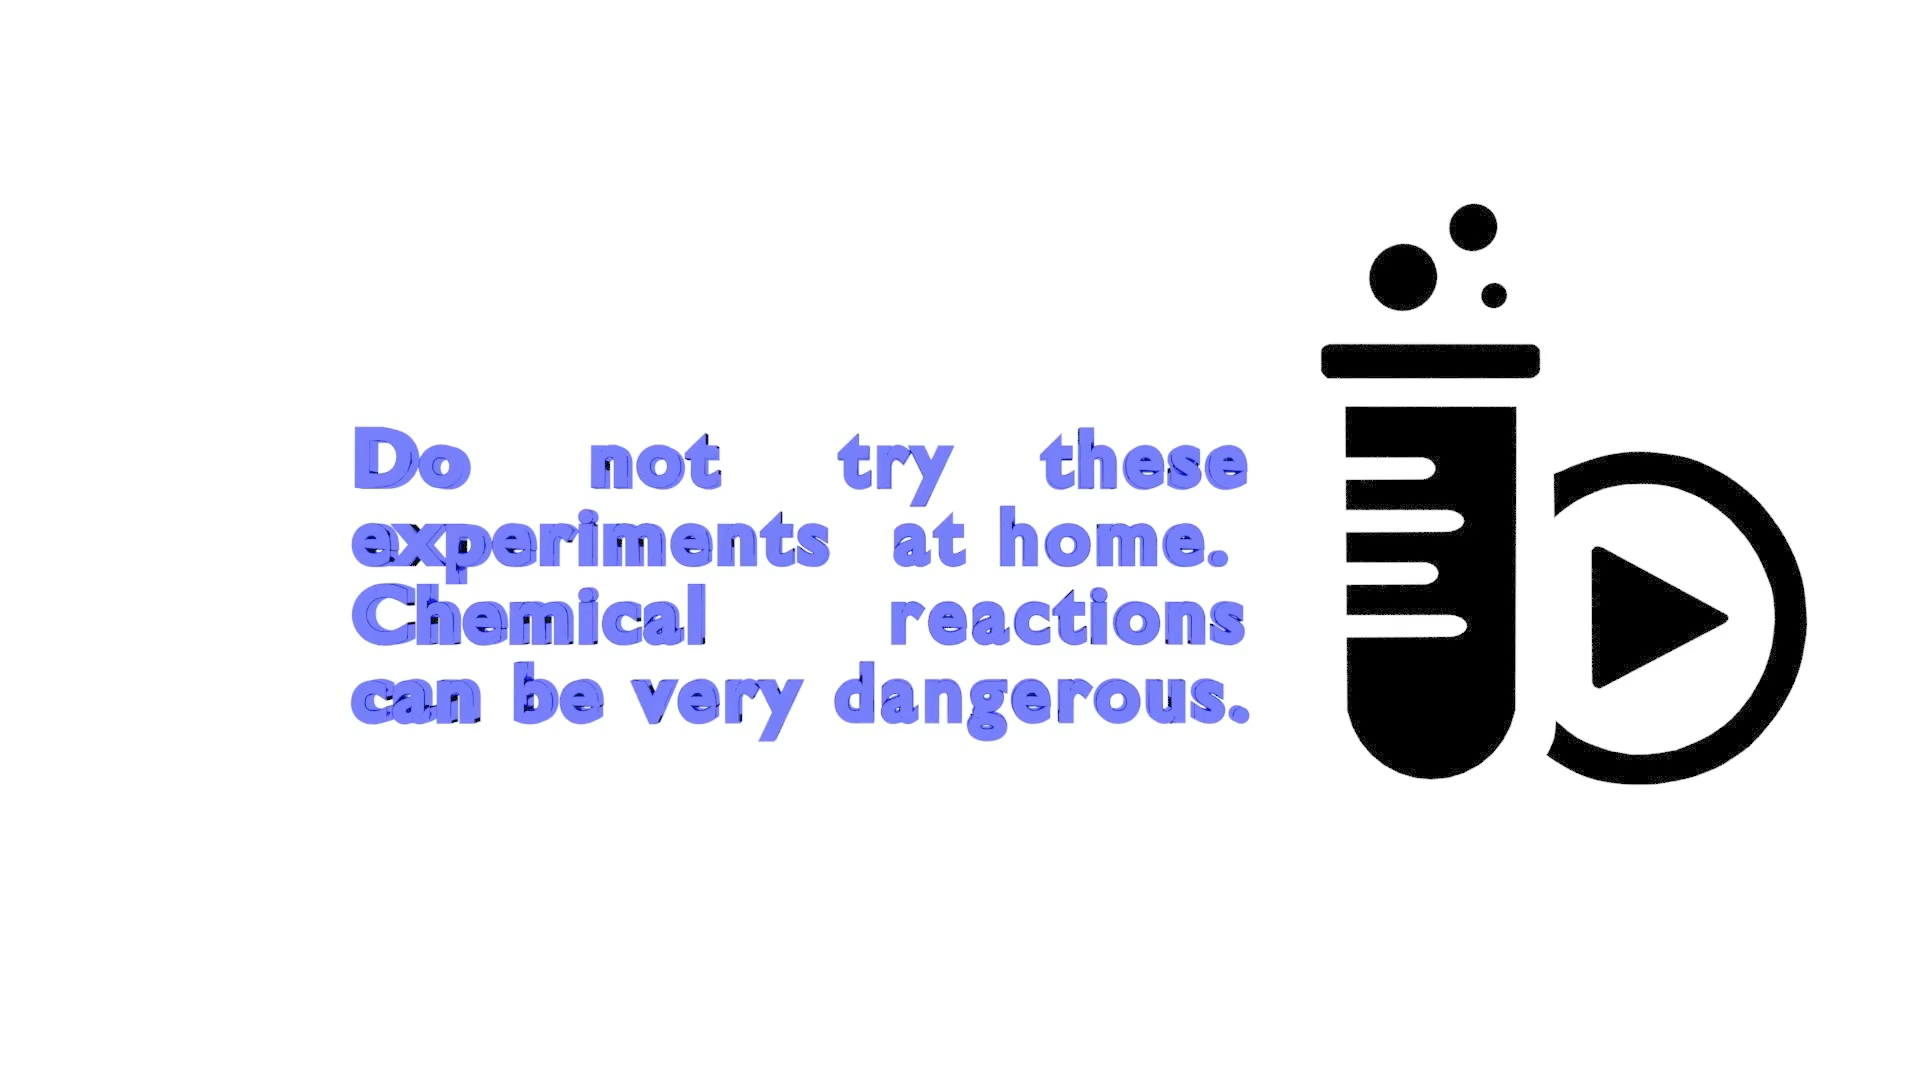 Do not try these
experiments at home.
Chemical reactions
can be very dangerous.